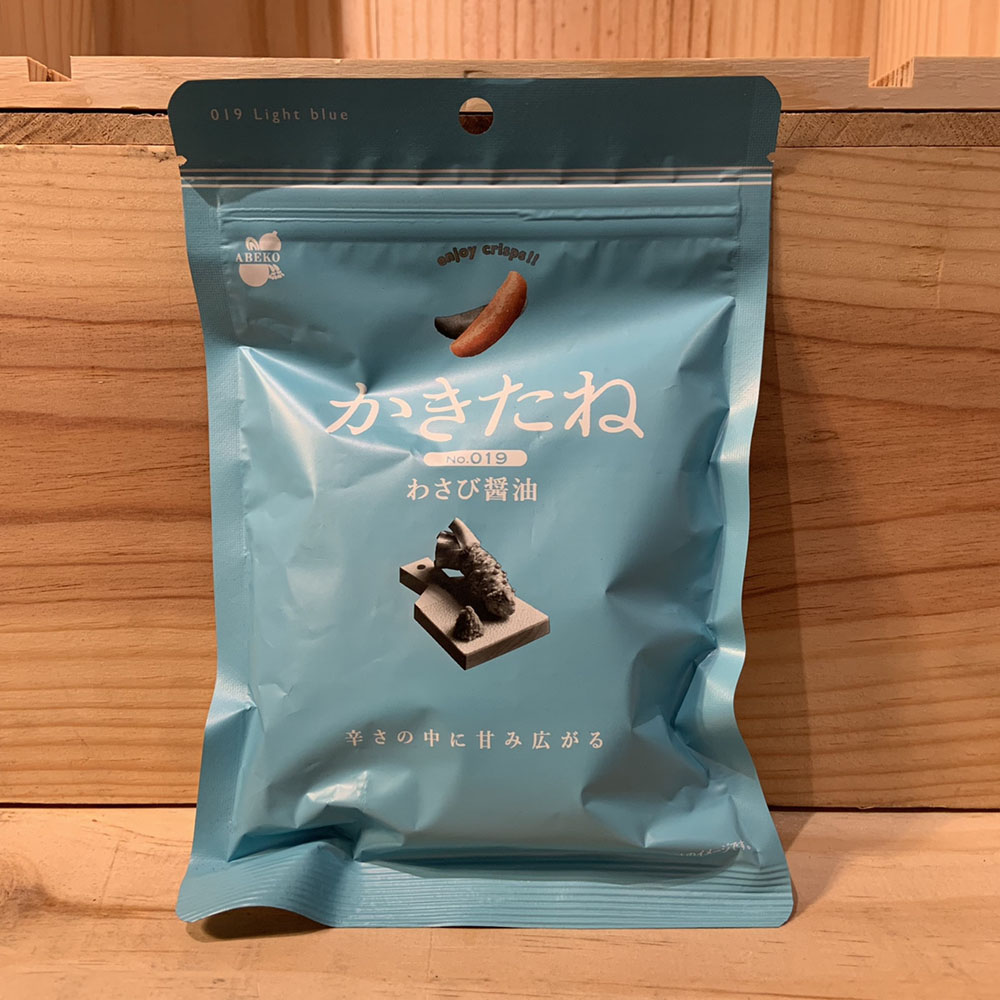 019 Light blue
ABEKO
enjoy crisps!!
かきたね
No.019
わさび醤油
辛さの中に甘み広がる